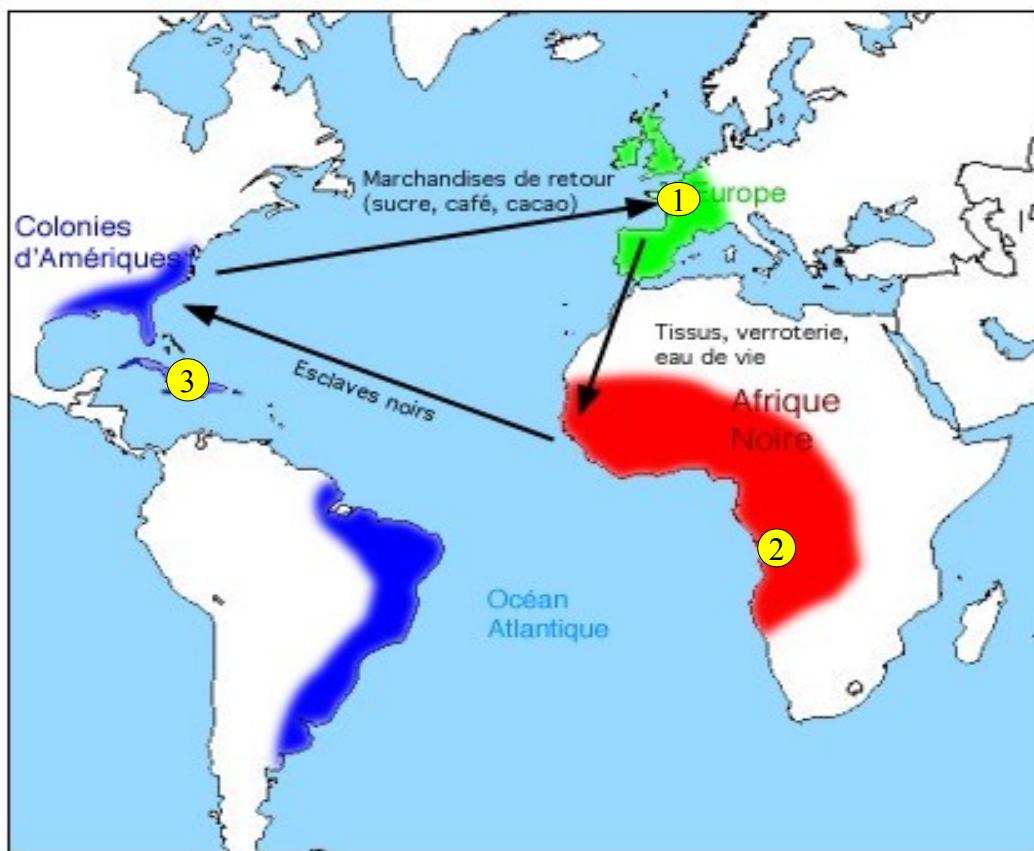 Marchandises de retour
(sucre, café, cacao)
1
Europe
Colonies
d'Amériques
Tissus, verroterie,
eau de vie
3
Esclaves noirs
Afrique
Noire
2
Océan
Atlantique